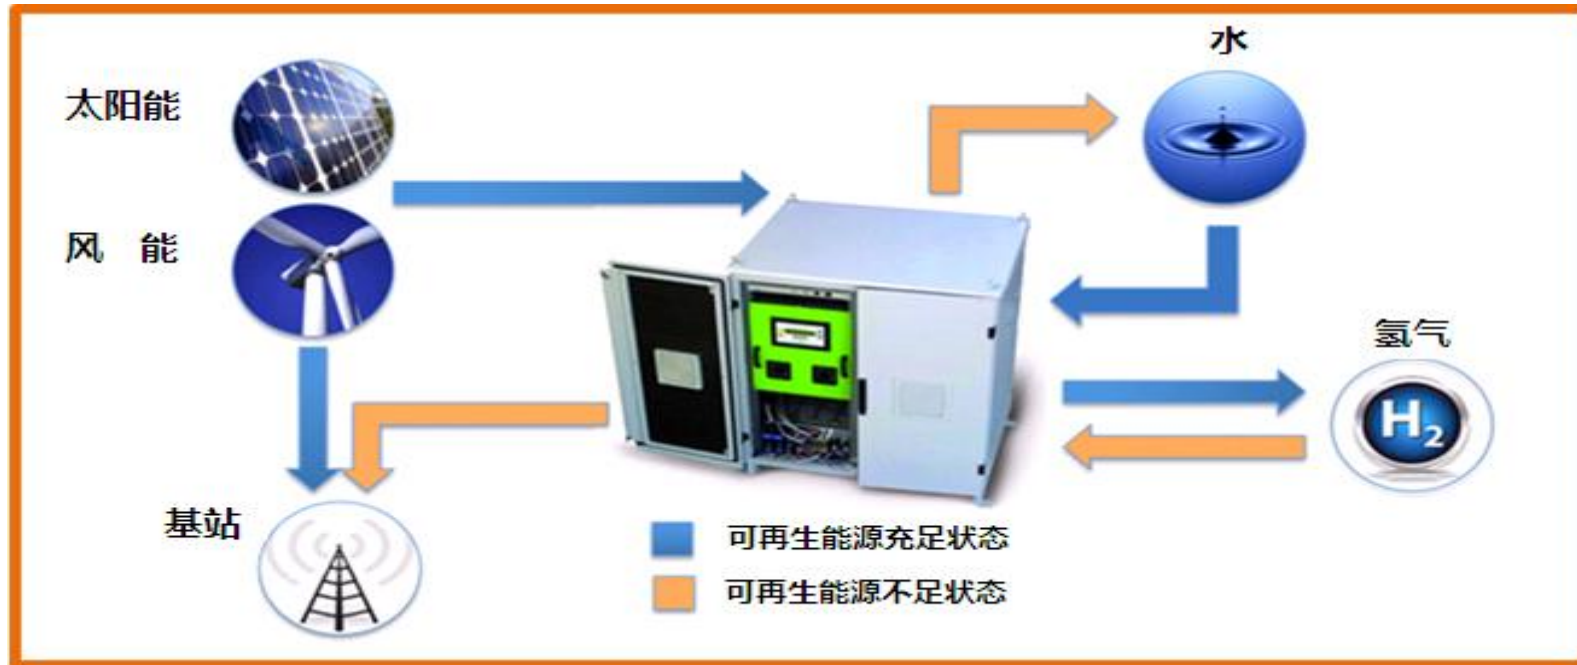 水
太阳能
风 能
氢气
H2
基站
可再生能源充足状态
可再生能源不足状态